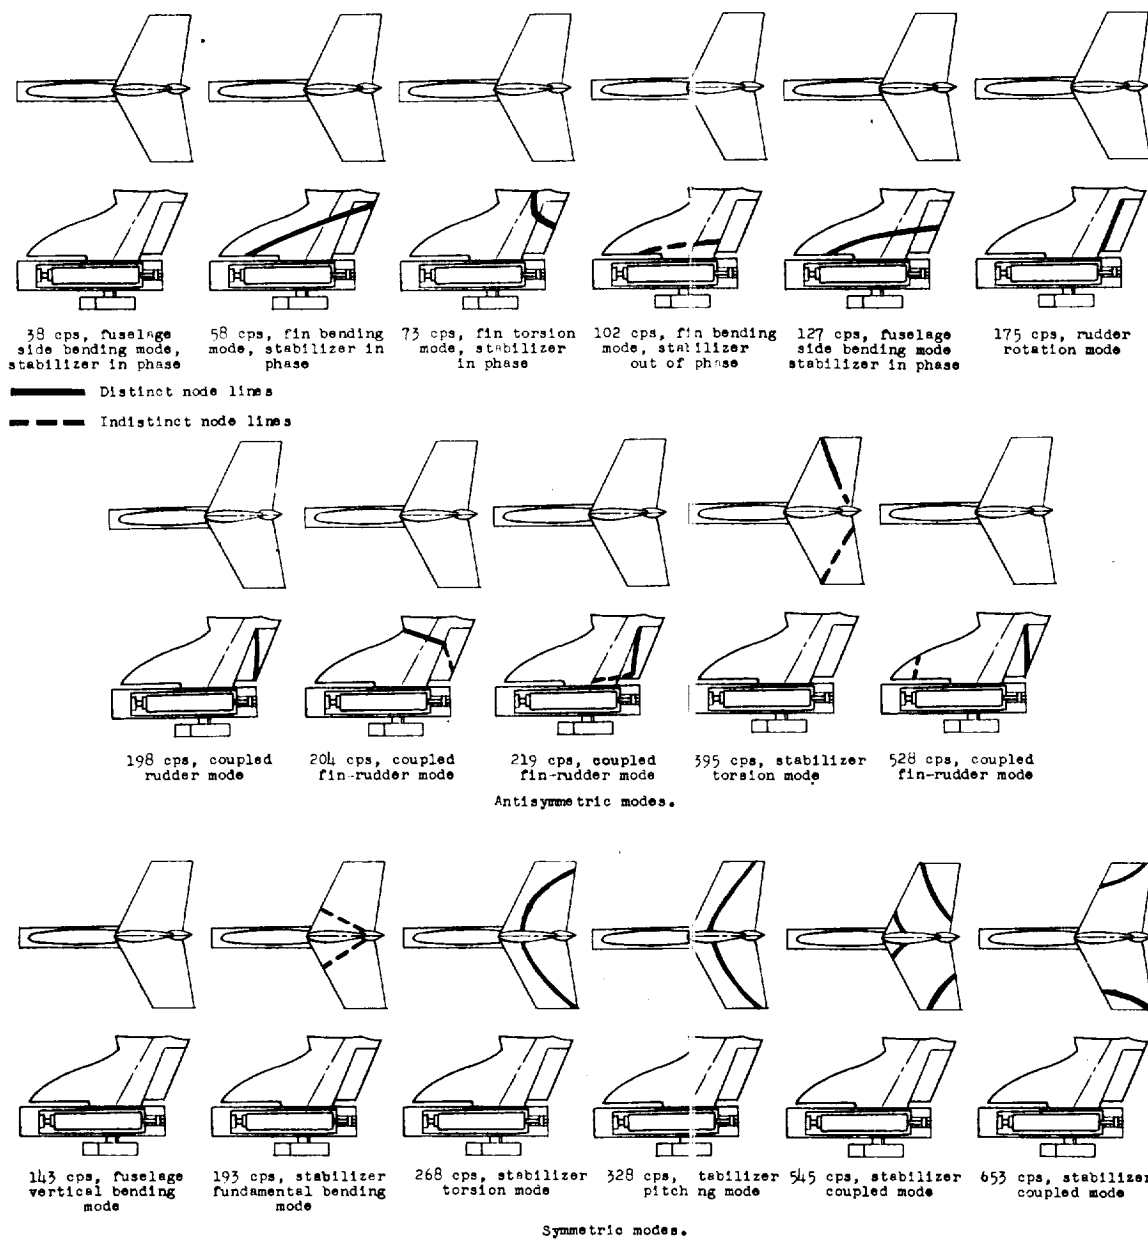 38 cps, fuselage
side bending mode,
stabilizer in phase
58 cps, fin bending
mode, stabilizer in
phase
73 cps, fin torsion
mode, stabilizer
in phase
102 cps, fin bending
mode, stabilizer
out of phase
127 cps, fuselage
side bending mode
stabilizer in phase
175 cps, rudder
rotation mode
Distinct node lines
Indistinct node lines
198 cps, coupled
rudder mode
204 cps, coupled
fin-rudder mode
219 cps, coupled
fin-rudder mode
395 cps, stabilizer
torsion mode
528 cps, coupled
fin-rudder mode
Antisymmetric modes.
143 cps, fuselage
vertical bending
mode
193 cps, stabilizer
fundamental bending
mode
268 cps, stabilizer
torsion mode
328 cps, tabilizer
pitch ng mode
545 cps, stabilizer
coupled mode
653 cps, stabilizer
coupled mode
Symmetric modes.